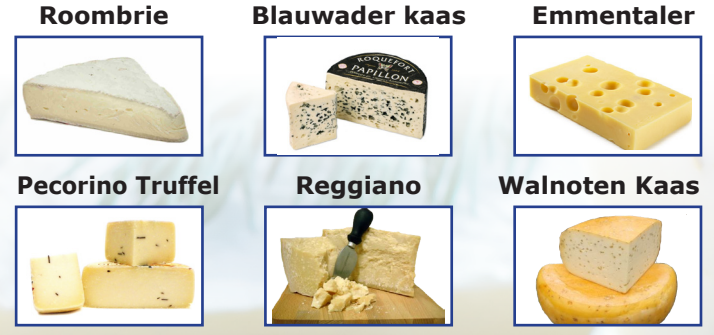 Roombrie
Blauwader kaas
Emmentaler
ROQUEFORT
PAPILLON
Pecorino Truffel
Reggiano
Walnoten Kaas